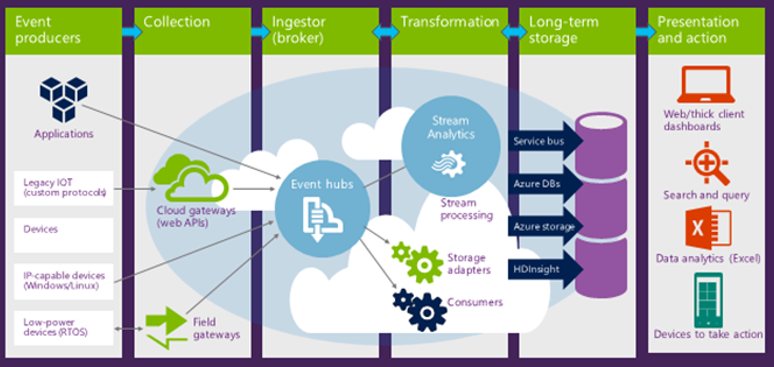 Event
producers
Collection
Ingestor
(broker)
Transformation
Long-term
storage
Presentation
and action
Applications
Legacy IOT
(custom protocols)
Devices
IP-capable devices
(Windows/Linux)
Low-power
devices (RTOS)
Cloud gateways
(web APIs)
Field
gateways
Event hubs
Stream
Analytics
Stream
processing
Storage
adapters
Consumers
Service bus
Azure DBs
Azure storage
HDInsight
Web/thick client
dashboards
Search and query
X
Data analytics (Excel)
Devices to take action